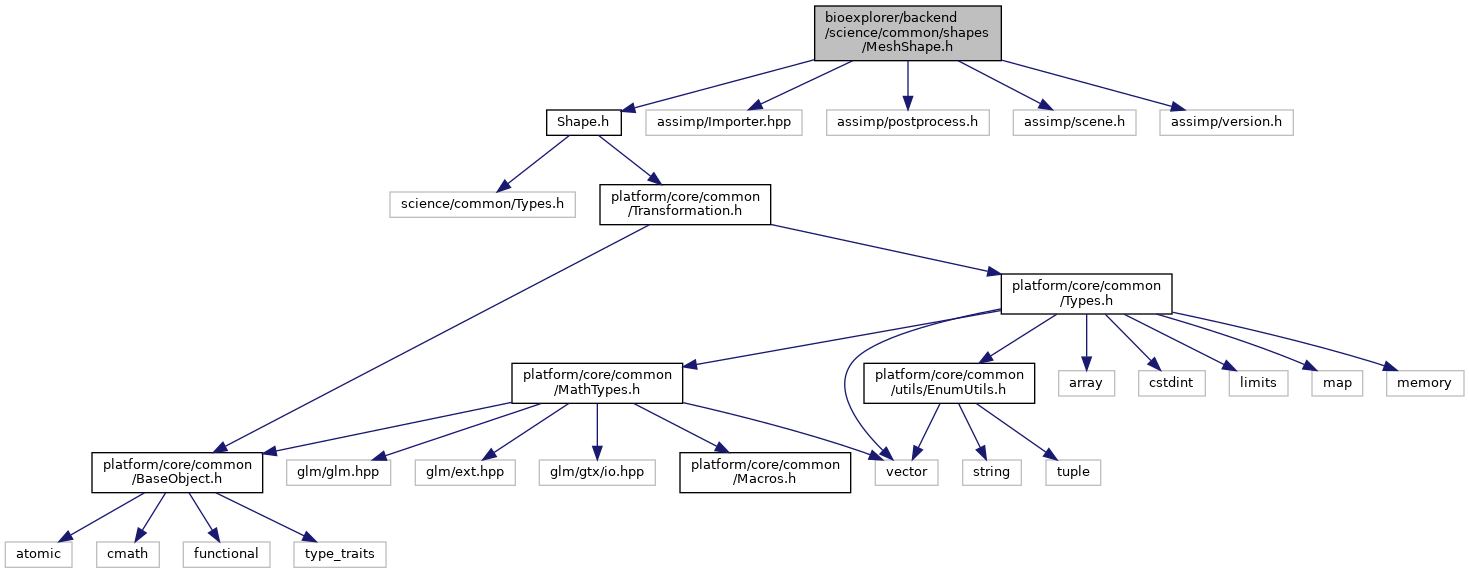 bioexplorer/backend
/science/common/shapes
/MeshShape.h
Shape.h
assimp/Importer.hpp
assimp/postprocess.h
assimp/scene.h
assimp/version.h
science/common/Types.h
platform/core/common
/Transformation.h
platform/core/common
/Types.h
platform/core/common
/MathTypes.h
platform/core/common
/utils/EnumUtils.h
array
cstdint
limits
map
memory
platform/core/common
/BaseObject.h
glm/glm.hpp
glm/ext.hpp
glm/gtx/io.hpp
platform/core/common
/Macros.h
vector
string
tuple
atomic
cmath
functional
type_traits